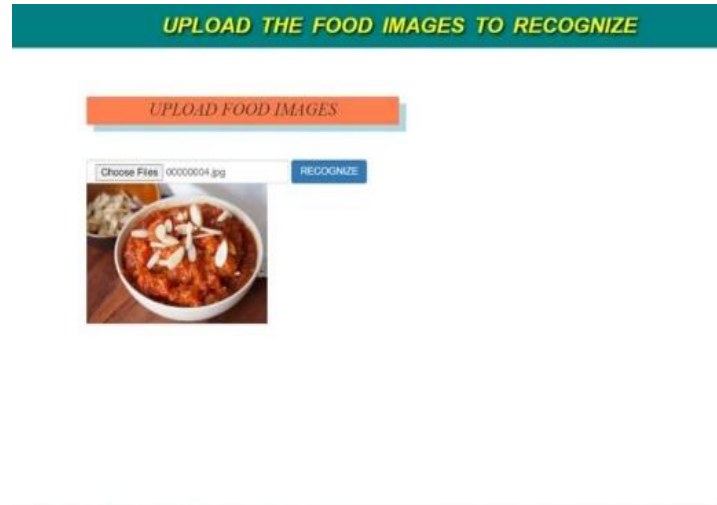 UPLOAD THE FOOD IMAGES TO RECOGNIZE
UPLOAD FOOD IMAGES
Choose Files 00000004.jpg RECOGNIZE